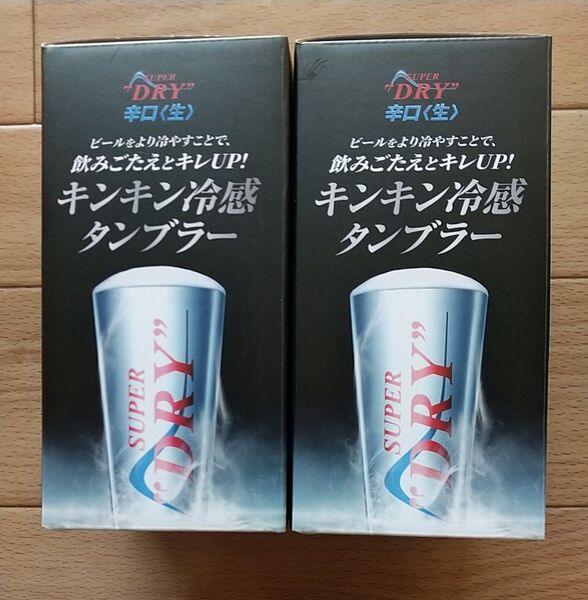 SUPER
"DRY"
辛口〈生〉
ビールをより冷やすことで、
飲みごたえとキレUP!
キンキン冷感
タンブラー
SUPER
"DRY"
SUPER
"DRY"
辛口〈生〉
ビールをより冷やすことで、
飲みごたえとキレUP!
キンキン冷感
タンブラー
SUPER
"DRY"